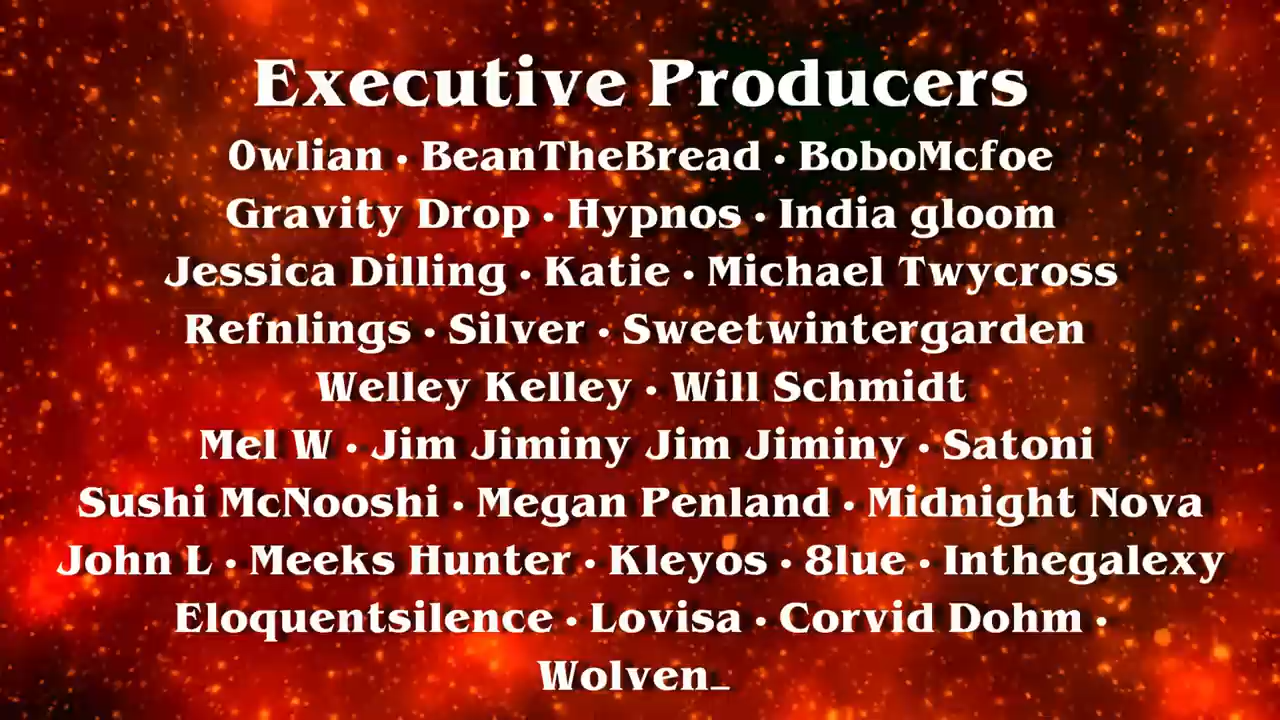 Executive Producers
0wlian • BeanTheBread • BoboMcfoe
Gravity Drop • Hypnos • India gloom
Jessica Dilling • Katie • Michael Twycross
Refnlings • Silver • Sweetwintergarden
Welley Kelley • Will Schmidt
Mel W • Jim Jiminy Jim Jiminy • Satoni
Sushi McNooshi • Megan Penland • Midnight Nova
John L • Meeks Hunter • Kleyos • 8lue • Inthegalexy
Eloquentsilence • Lovisa • Corvid Dohm •
Wolven_